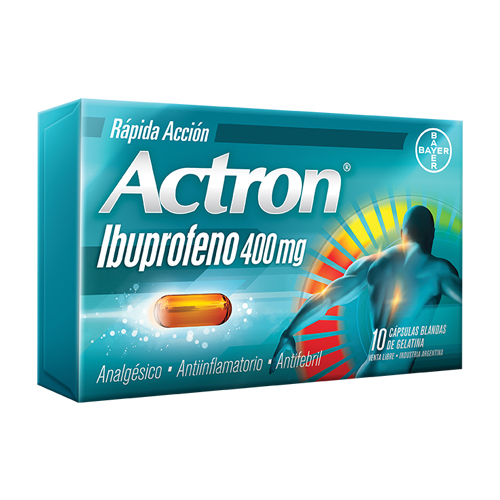 Rápida Acción
Actron®
Ibuprofeno 400 mg
BAYER
BAYER
10 CÁPSULAS BLANDAS
DE GELATINA
VENTA LIBRE • INDUSTRIA ARGENTINA
Analgésico • Antiinflamatorio • Antifebril